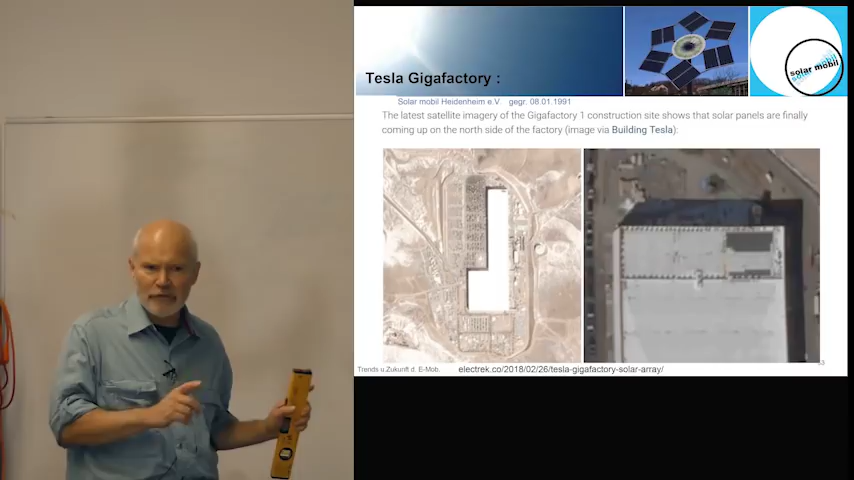 Tesla Gigafactory :
solar mobil
solar mobil
Solar mobil Heidenheim e.V. gegr. 08.01.1991
The latest satellite imagery of the Gigafactory 1 construction site shows that solar panels are finally
coming up on the north side of the factory (image via Building Tesla):
Trends u.Zukunft d. E-Mob.
electrek.co/2018/02/26/tesla-gigafactory-solar-array/